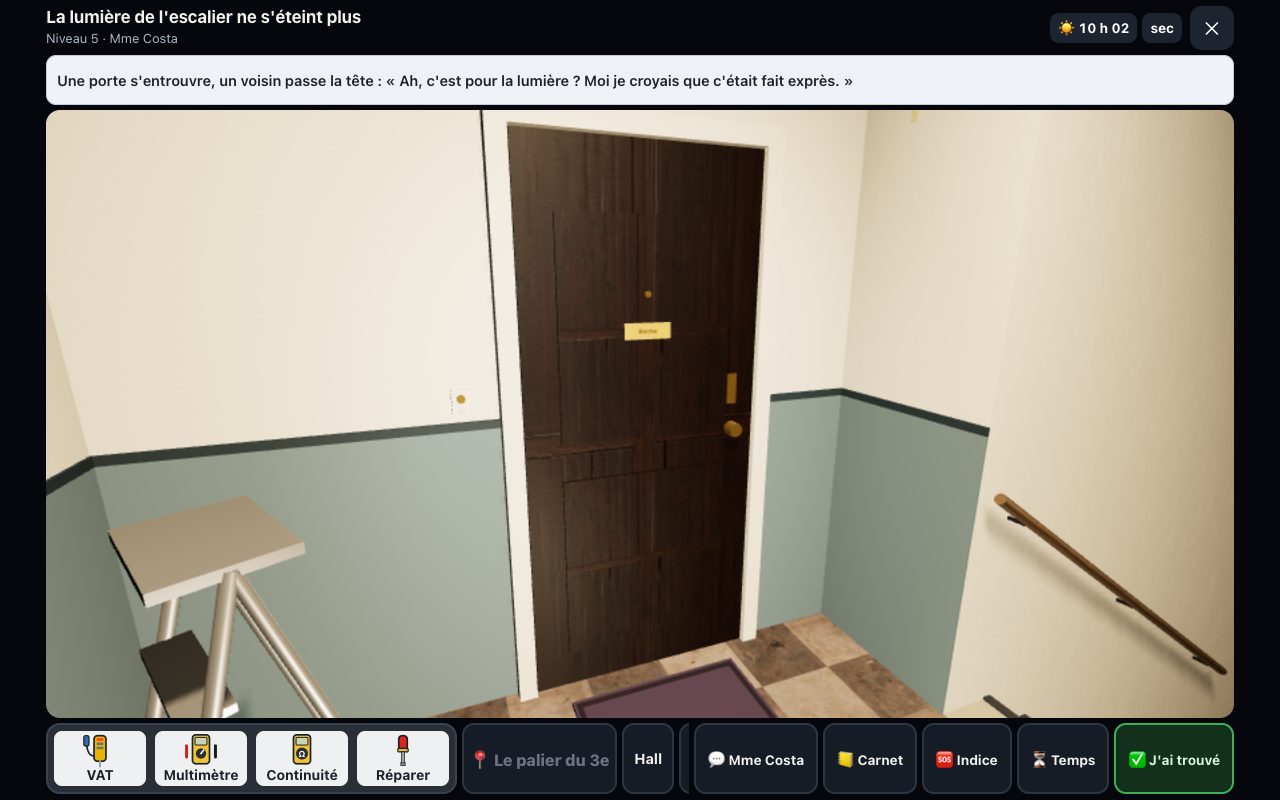 La lumière de l'escalier ne s'éteint plus
Niveau 5 · Mme Costa
10 h 02
sec
Une porte s'entrouvre, un voisin passe la tête : « Ah, c'est pour la lumière ? Moi je croyais que c'était fait exprès. »
VAT
Multimètre
Continuité
Réparer
Le palier du 3e
Hall
Mme Costa
Carnet
SOS Indice
Temps
J'ai trouvé